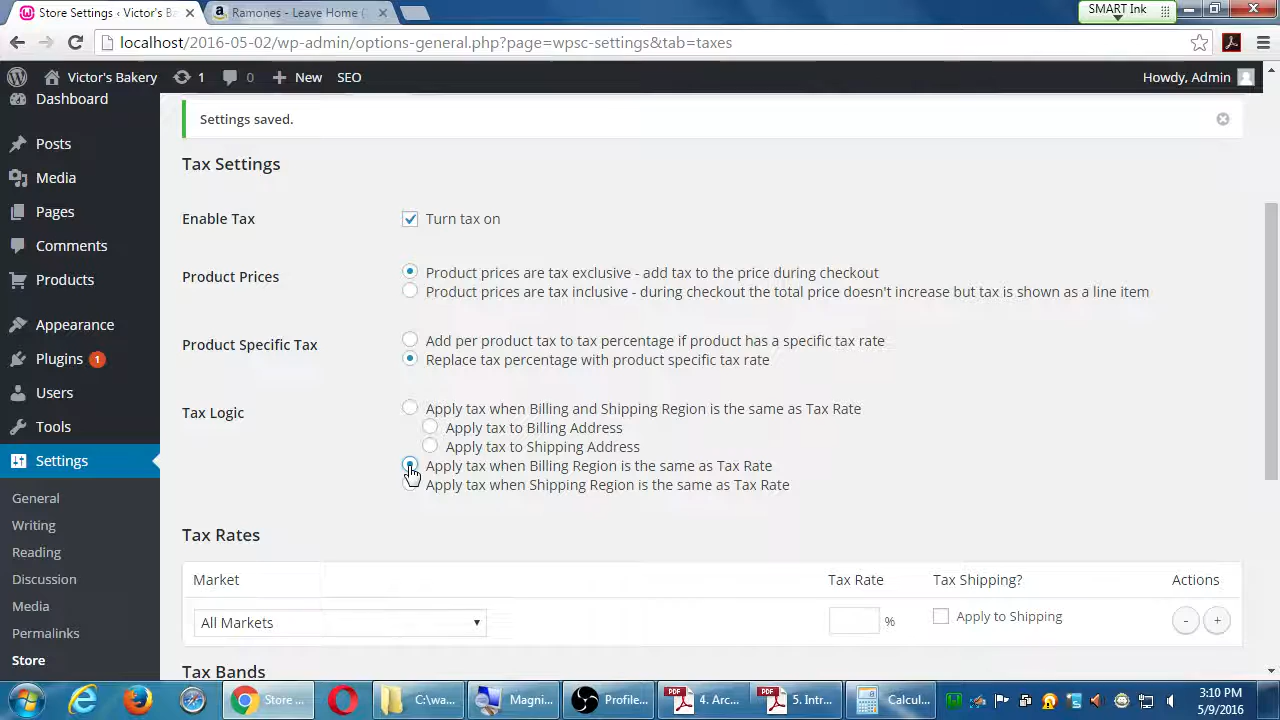 Store Settings ‹ Victor's B
Ramones - Leave Home (
SMART Ink
localhost/2016-05-02/wp-admin/options-general.php?page=wpsc-settings&tab=taxes
Victor's Bakery
1
0
New
SEO
Howdy, Admin
Dashboard
Posts
Media
Pages
Comments
Products
Appearance
Plugins 1
Users
Tools
Settings
General
Writing
Reading
Discussion
Media
Permalinks
Store
Settings saved.
Tax Settings
Enable Tax
Turn tax on
Product Prices
Product prices are tax exclusive - add tax to the price during checkout
Product prices are tax inclusive - during checkout the total price doesn't increase but tax is shown as a line item
Product Specific Tax
Add per product tax to tax percentage if product has a specific tax rate
Replace tax percentage with product specific tax rate
Tax Logic
Apply tax when Billing and Shipping Region is the same as Tax Rate
Apply tax to Billing Address
Apply tax to Shipping Address
Apply tax when Billing Region is the same as Tax Rate
Apply tax when Shipping Region is the same as Tax Rate
Tax Rates
Market
Tax Rate
Tax Shipping?
Actions
All Markets
%
Apply to Shipping
- +
Tax Bands
Store ...
C:\wa...
Magni...
Profile...
PDF
4. Arc...
PDF
5. Intr...
Calcul...
3:10 PM
5/9/2016